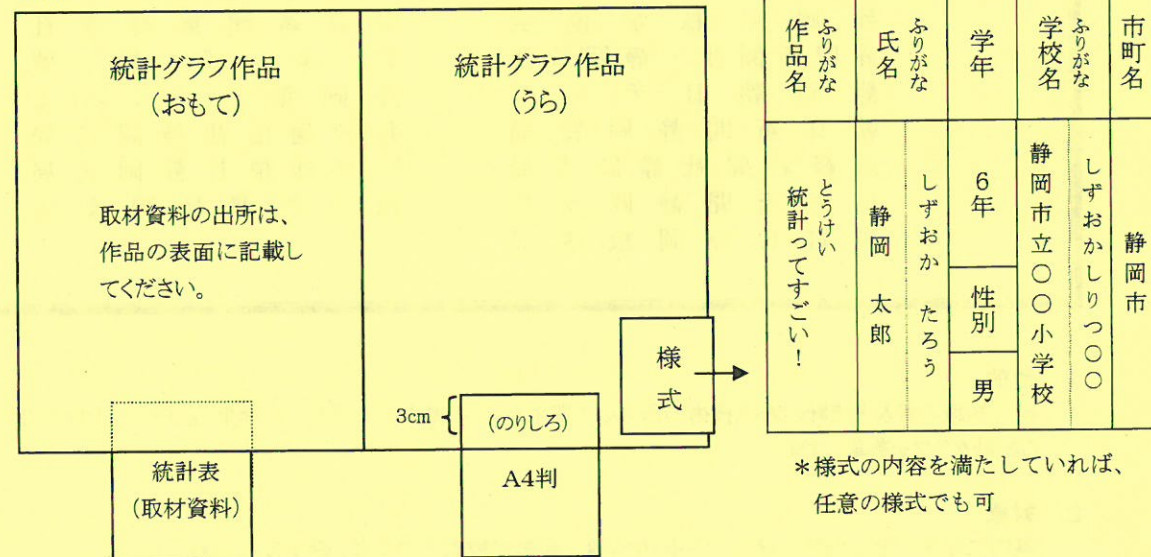 統計グラフ作品
(おもて)
取材資料の出所は、
作品の表面に記載し
てください。
統計表
(取材資料)
統計グラフ作品
(うら)
3cm
(のりしろ)
A4判
様式
市町名
静岡市
ふりがな
学校名
しずおかしりつ〇〇
静岡市立〇〇小学校
学年
6年
性別
男
ふりがな
氏名
しずおか たろう
静岡 太郎
ふりがな
作品名
とうけい
統計ってすごい!
*様式の内容を満たしていれば、
任意の様式でも可